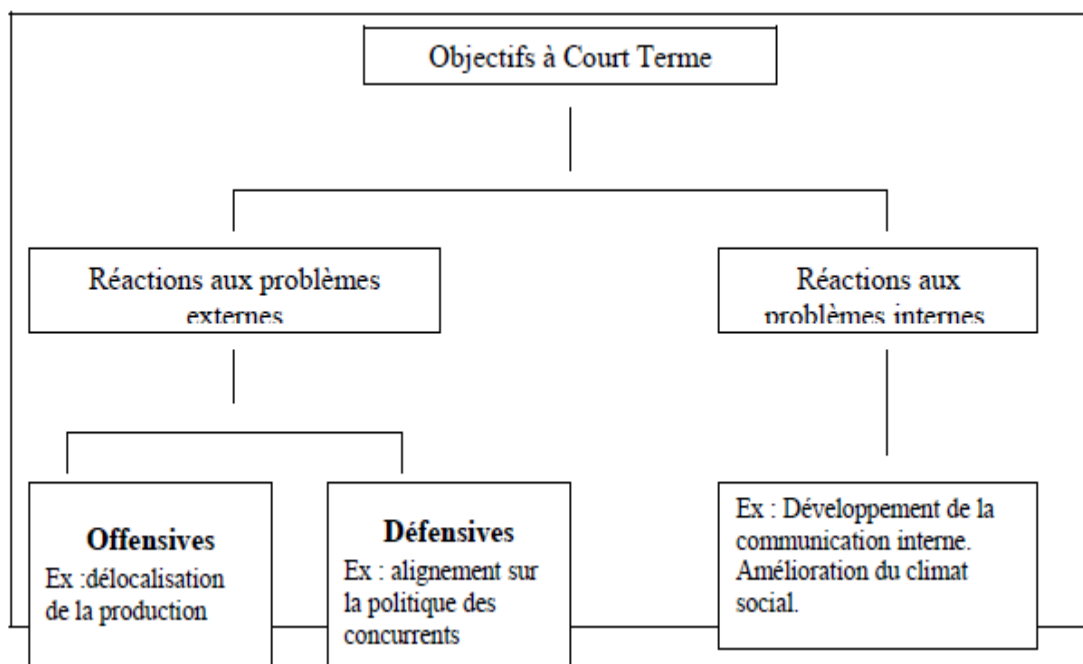 Objectifs à Court Terme
Réactions aux problèmes
externes
Réactions aux
problèmes internes
Offensives
Ex :délocalisation
de la production
Défensives
Ex : alignement sur
la politique des
concurrents
Ex : Développement de la
communication interne.
Amélioration du climat
social.